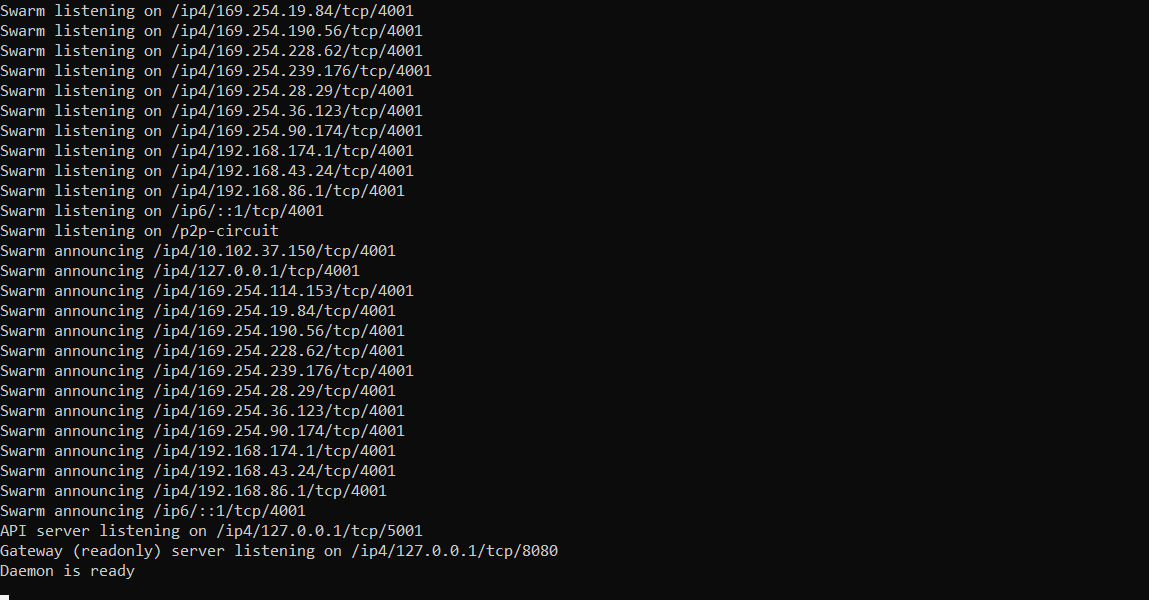 Swarm listening on /ip4/169.254.19.84/tcp/4001
Swarm listening on /ip4/169.254.190.56/tcp/4001
Swarm listening on /ip4/169.254.228.62/tcp/4001
Swarm listening on /ip4/169.254.239.176/tcp/4001
Swarm listening on /ip4/169.254.28.29/tcp/4001
Swarm listening on /ip4/169.254.36.123/tcp/4001
Swarm listening on /ip4/169.254.90.174/tcp/4001
Swarm listening on /ip4/192.168.174.1/tcp/4001
Swarm listening on /ip4/192.168.43.24/tcp/4001
Swarm listening on /ip4/192.168.86.1/tcp/4001
Swarm listening on /ip6/::1/tcp/4001
Swarm listening on /p2p-circuit
Swarm announcing /ip4/10.102.37.150/tcp/4001
Swarm announcing /ip4/127.0.0.1/tcp/4001
Swarm announcing /ip4/169.254.114.153/tcp/4001
Swarm announcing /ip4/169.254.19.84/tcp/4001
Swarm announcing /ip4/169.254.190.56/tcp/4001
Swarm announcing /ip4/169.254.228.62/tcp/4001
Swarm announcing /ip4/169.254.239.176/tcp/4001
Swarm announcing /ip4/169.254.28.29/tcp/4001
Swarm announcing /ip4/169.254.36.123/tcp/4001
Swarm announcing /ip4/169.254.90.174/tcp/4001
Swarm announcing /ip4/192.168.174.1/tcp/4001
Swarm announcing /ip4/192.168.43.24/tcp/4001
Swarm announcing /ip4/192.168.86.1/tcp/4001
Swarm announcing /ip6/::1/tcp/4001
API server listening on /ip4/127.0.0.1/tcp/5001
Gateway (readonly) server listening on /ip4/127.0.0.1/tcp/8080
Daemon is ready